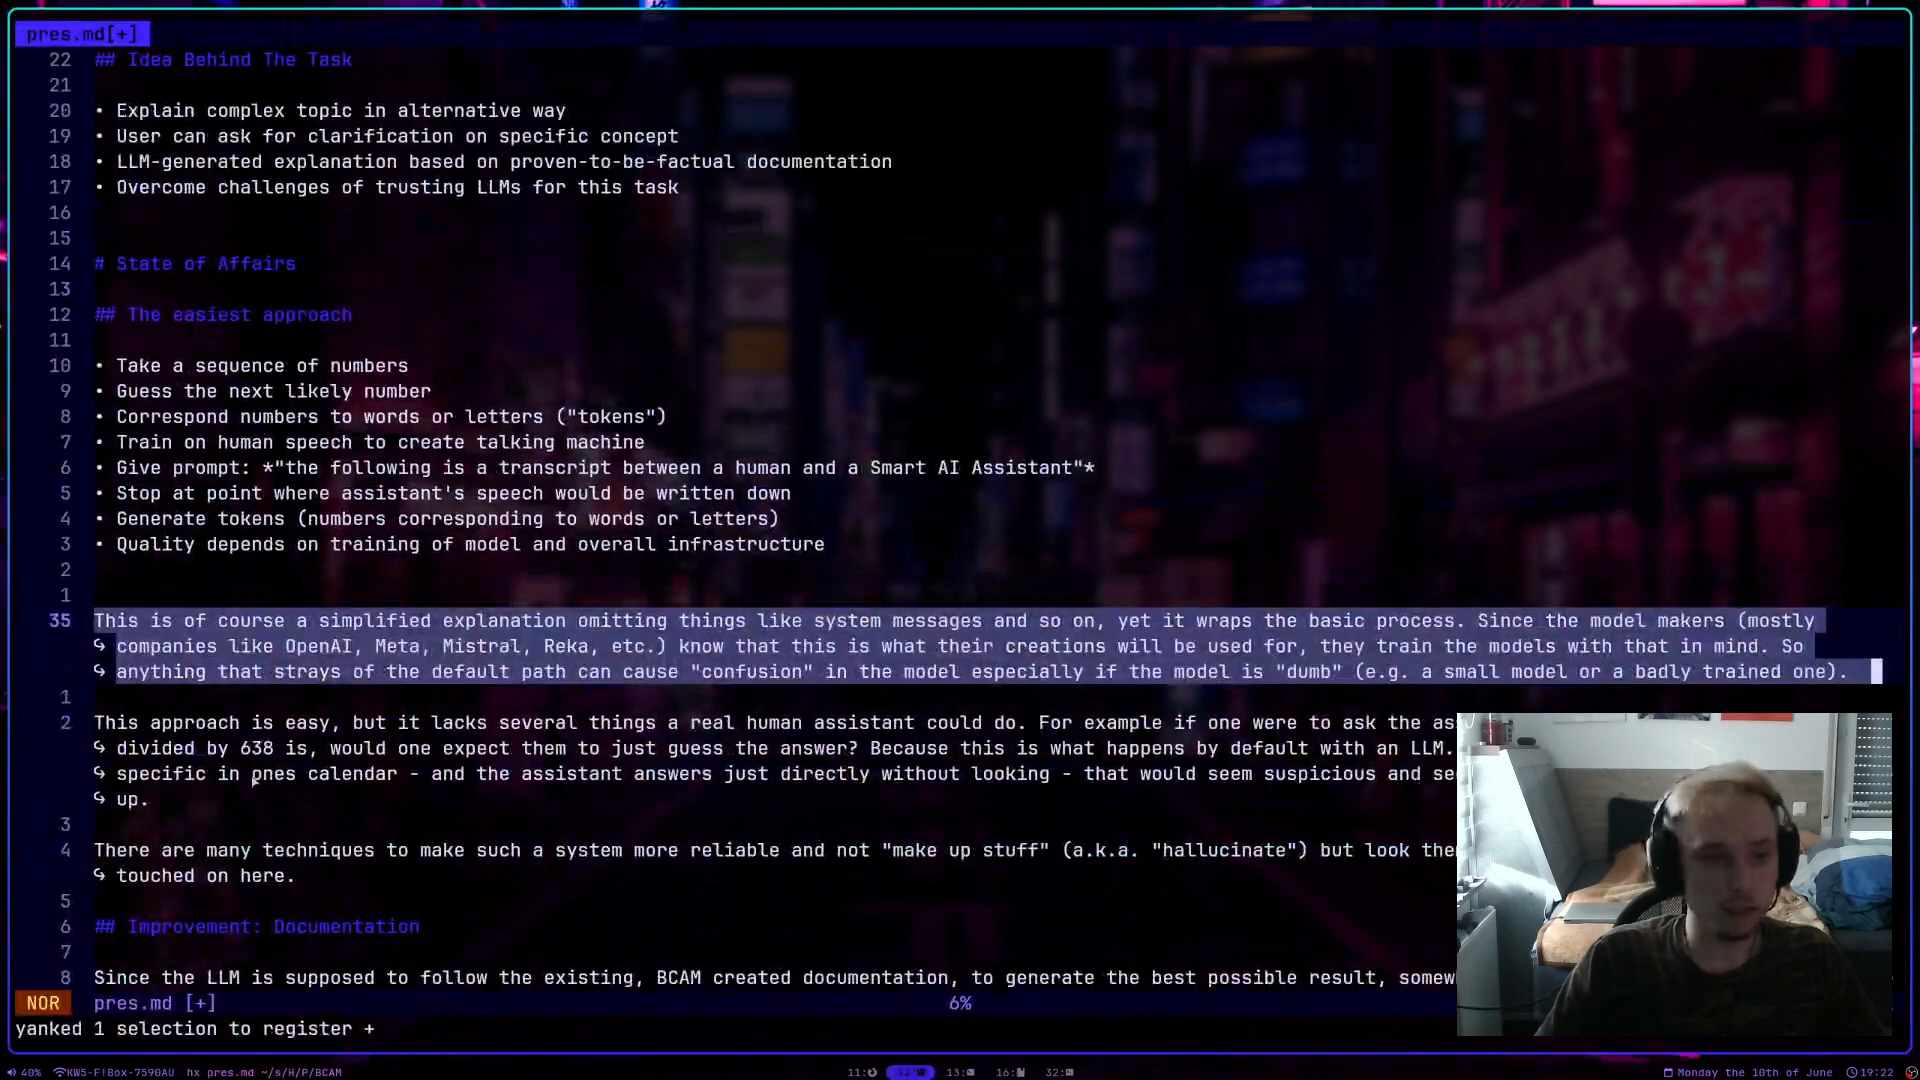 pres.md[+]
22 ## Idea Behind The Task
21
20 • Explain complex topic in alternative way
19 • User can ask for clarification on specific concept
18 • LLM-generated explanation based on proven-to-be-factual documentation
17 • Overcome challenges of trusting LLMs for this task
16
15
14 # State of Affairs
13
12 ## The easiest approach
11
10 • Take a sequence of numbers
9 • Guess the next likely number
8 • Correspond numbers to words or letters ("tokens")
7 • Train on human speech to create talking machine
6 • Give prompt: *"the following is a transcript between a human and a Smart AI Assistant"*
5 • Stop at point where assistant's speech would be written down
4 • Generate tokens (numbers corresponding to words or letters)
3 • Quality depends on training of model and overall infrastructure
2
1
35 This is of course a simplified explanation omitting things like system messages and so on, yet it wraps the basic process. Since the model makers (mostly
↪ companies like OpenAI, Meta, Mistral, Reka, etc.) know that this is what their creations will be used for, they train the models with that in mind. So
↪ anything that strays of the default path can cause "confusion" in the model especially if the model is "dumb" (e.g. a small model or a badly trained one).
1
2 This approach is easy, but it lacks several things a real human assistant could do. For example if one were to ask the
↪ divided by 638 is, would one expect them to just guess the answer? Because this is what happens by default with an LLM.
↪ specific in ones calendar - and the assistant answers just directly without looking - that would seem suspicious and
↪ up.
3
4 There are many techniques to make such a system more reliable and not "make up stuff" (a.k.a. "hallucinate") but look
↪ touched on here.
5
6 ## Improvement: Documentation
7
8 Since the LLM is supposed to follow the existing, BCAM created documentation, to generate the best possible result,
NOR pres.md [+] 6%
yanked 1 selection to register +
40% KW5-F!Box-7590AU hx pres.md ~/s/H/P/BCAM 11: 13: 16: 32: Monday the 10th of June 19:22